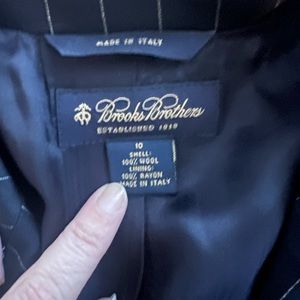 MADE IN ITALY
Brooks Brothers
ESTABLISHED 1818
10
SHELL:
100% WOOL
LINING:
100% RAYON
MADE IN ITALY